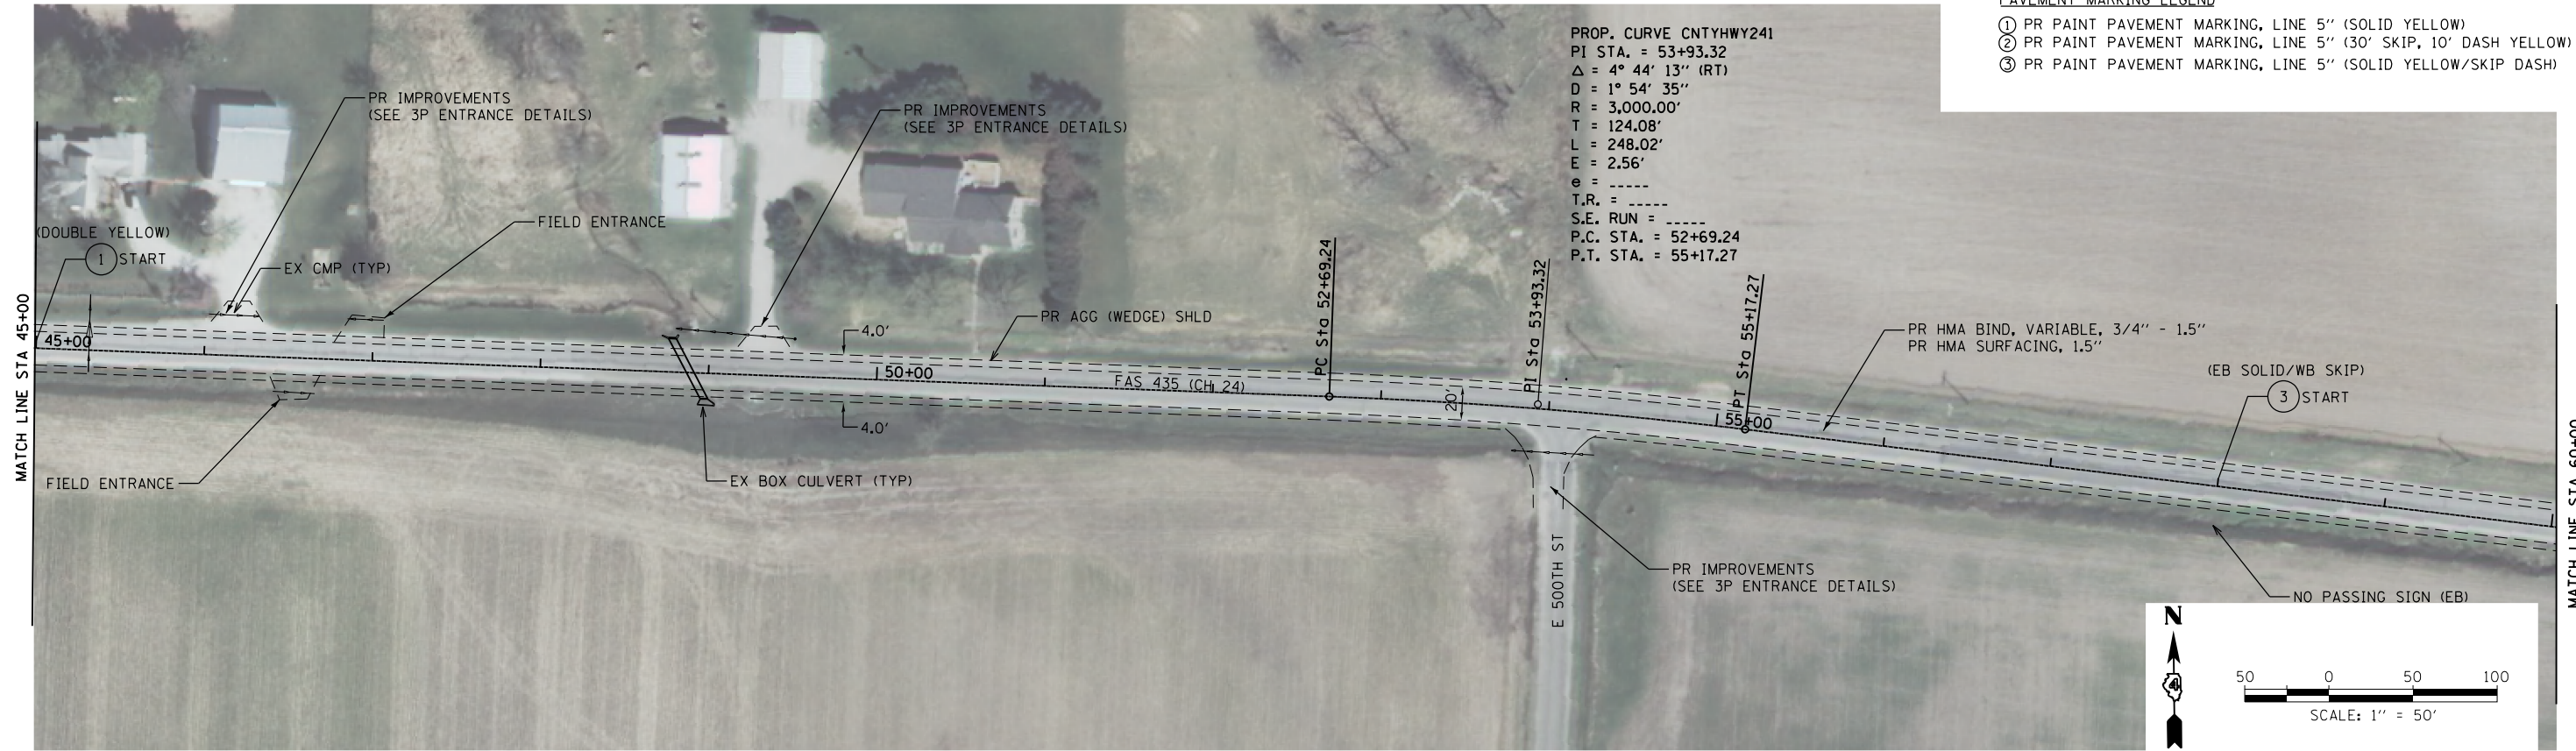 PAVEMENT MARKING LEGEND
① PR PAINT PAVEMENT MARKING, LINE 5" (SOLID YELLOW)
② PR PAINT PAVEMENT MARKING, LINE 5" (30' SKIP, 10' DASH YELLOW)
③ PR PAINT PAVEMENT MARKING, LINE 5" (SOLID YELLOW/SKIP DASH)
PROP. CURVE CNTYHWY241
PI STA. = 53+93.32
Δ = 4° 44' 13" (RT)
D = 1° 54' 35"
R = 3,000.00'
T = 124.08'
L = 248.02'
E = 2.56'
e = -----
T.R. = -----
S.E. RUN = -----
P.C. STA. = 52+69.24
P.T. STA. = 55+17.27
PR IMPROVEMENTS
(SEE 3P ENTRANCE DETAILS)
PR IMPROVEMENTS
(SEE 3P ENTRANCE DETAILS)
FIELD ENTRANCE
(DOUBLE YELLOW)
1 START
EX CMP (TYP)
MATCH LINE STA 45+00
45+00
PR AGG (WEDGE) SHLD
4.0'
50+00
FAS 435 (CH 24)
PC Sta 52+69.24
PI Sta 53+93.32
PT Sta 55+17.27
20'
55+00
PR HMA BIND, VARIABLE, 3/4" - 1.5"
PR HMA SURFACING, 1.5"
(EB SOLID/WB SKIP)
3 START
4.0'
FIELD ENTRANCE
EX BOX CULVERT (TYP)
E 500TH ST
PR IMPROVEMENTS
(SEE 3P ENTRANCE DETAILS)
NO PASSING SIGN (EB)
MATCH LINE STA 60+00
N
4
50 0 50 100
SCALE: 1" = 50'